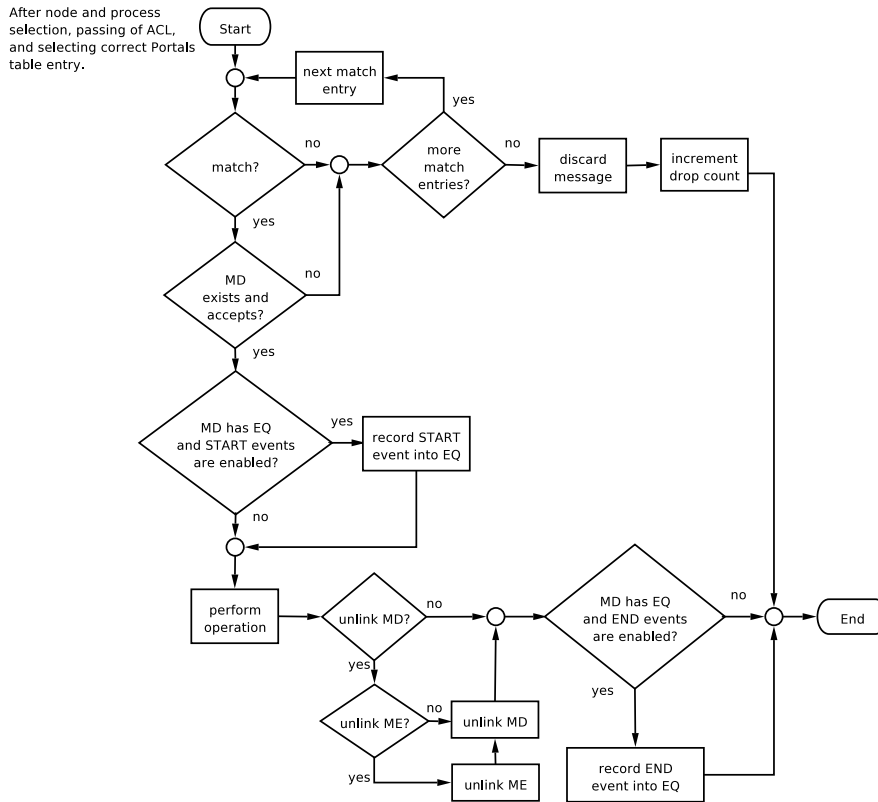 After node and process
selection, passing of ACL,
and selecting correct Portals
table entry.
Start
next match
entry
yes
match?
no
more
match
entries?
no
discard
message
increment
drop count
yes
MD
exists and
accepts?
no
yes
MD has EQ
and START events
are enabled?
yes
record START
event into EQ
no
perform
operation
unlink MD?
no
MD has EQ
and END events
are enabled?
no
End
yes
unlink ME?
no
unlink MD
yes
yes
unlink ME
record END
event into EQ